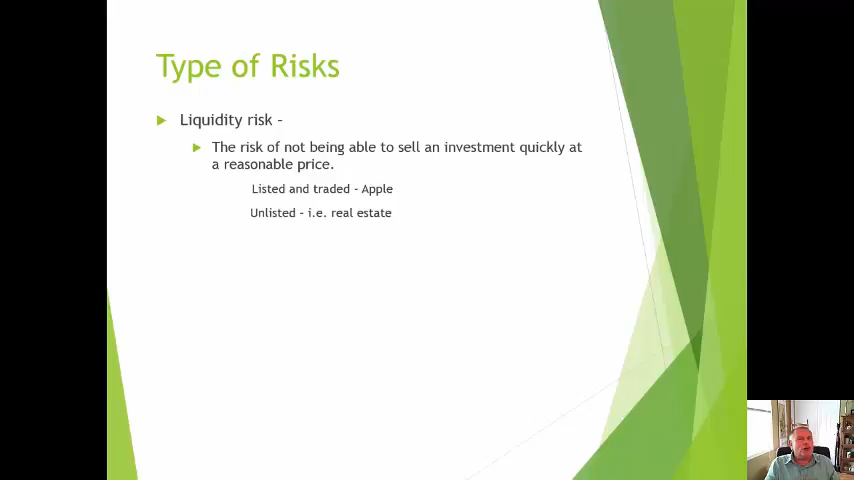 Type of Risks
Liquidity risk –
The risk of not being able to sell an investment quickly at
a reasonable price.
Listed and traded – Apple
Unlisted – i.e. real estate